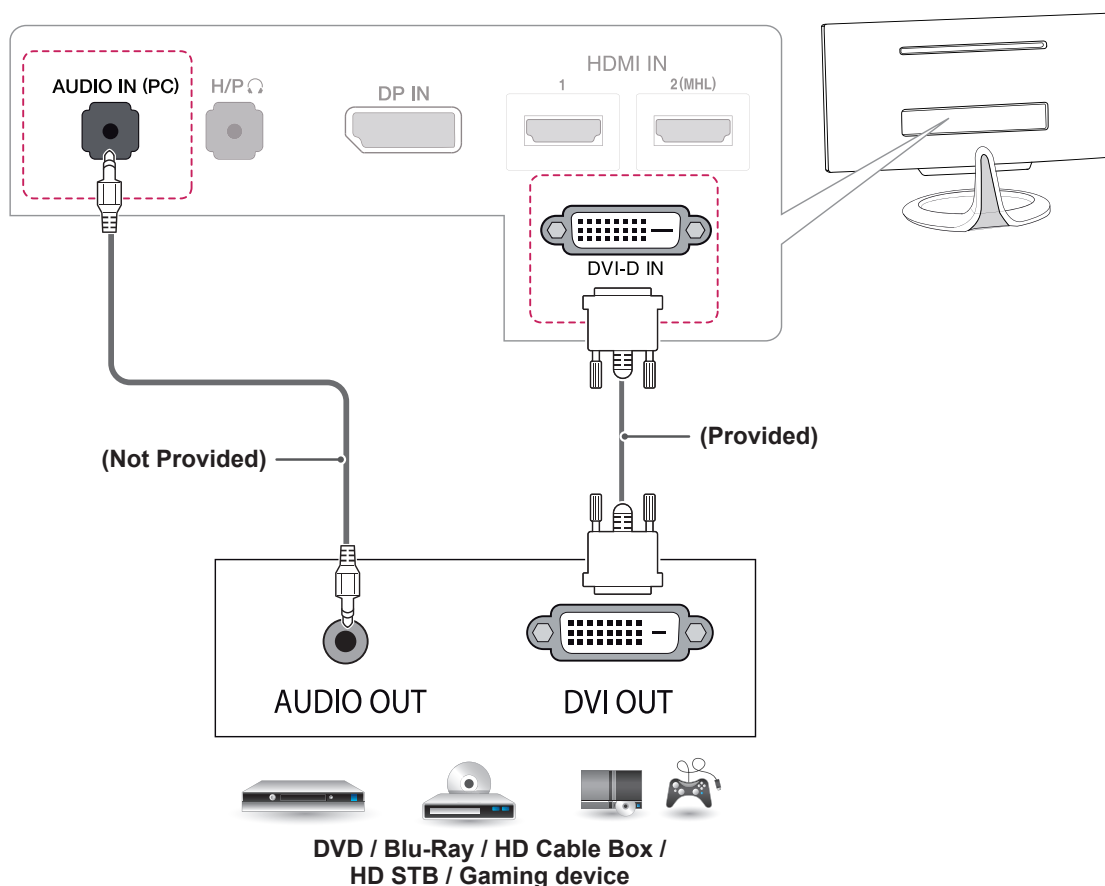 HDMI IN
AUDIO IN (PC)
H/P
DP IN
1
2(MHL)
DVI-D IN
(Not Provided)
(Provided)
AUDIO OUT
DVI OUT
DVD / Blu-Ray / HD Cable Box /
HD STB / Gaming device